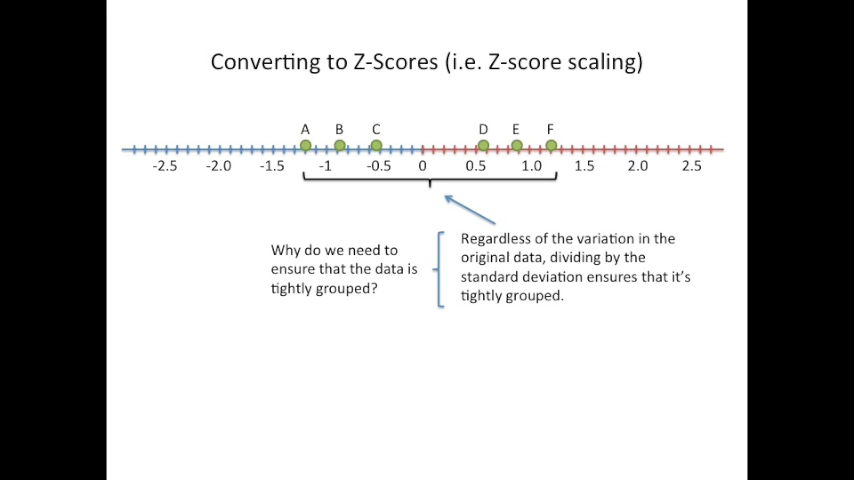 Converting to Z-Scores (i.e. Z-score scaling)
A B C D E F
-2.5 -2.0 -1.5 -1 -0.5 0 0.5 1.0 1.5 2.0 2.5
Why do we need to
ensure that the data is
tightly grouped?
Regardless of the variation in the
original data, dividing by the
standard deviation ensures that it's
tightly grouped.